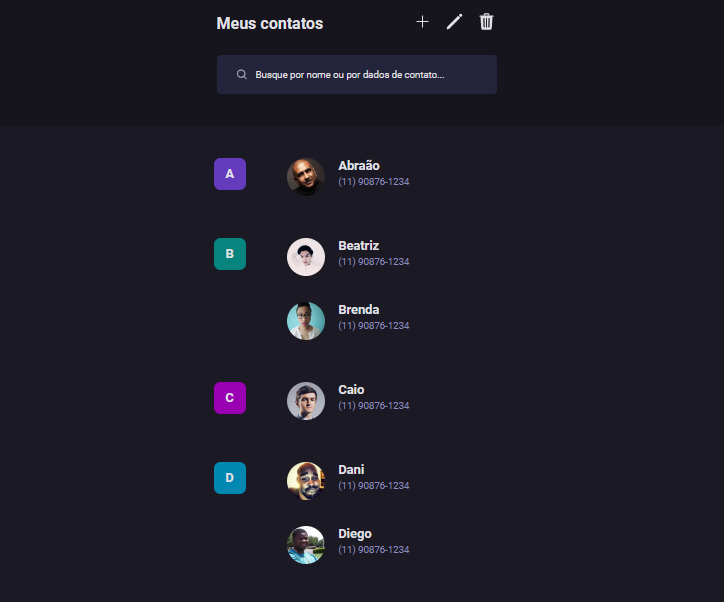 Meus contatos
Busque por nome ou por dados de contato...
A
Abraão
(11) 90876-1234
B
Beatriz
(11) 90876-1234
Brenda
(11) 90876-1234
C
Caio
(11) 90876-1234
D
Dani
(11) 90876-1234
Diego
(11) 90876-1234